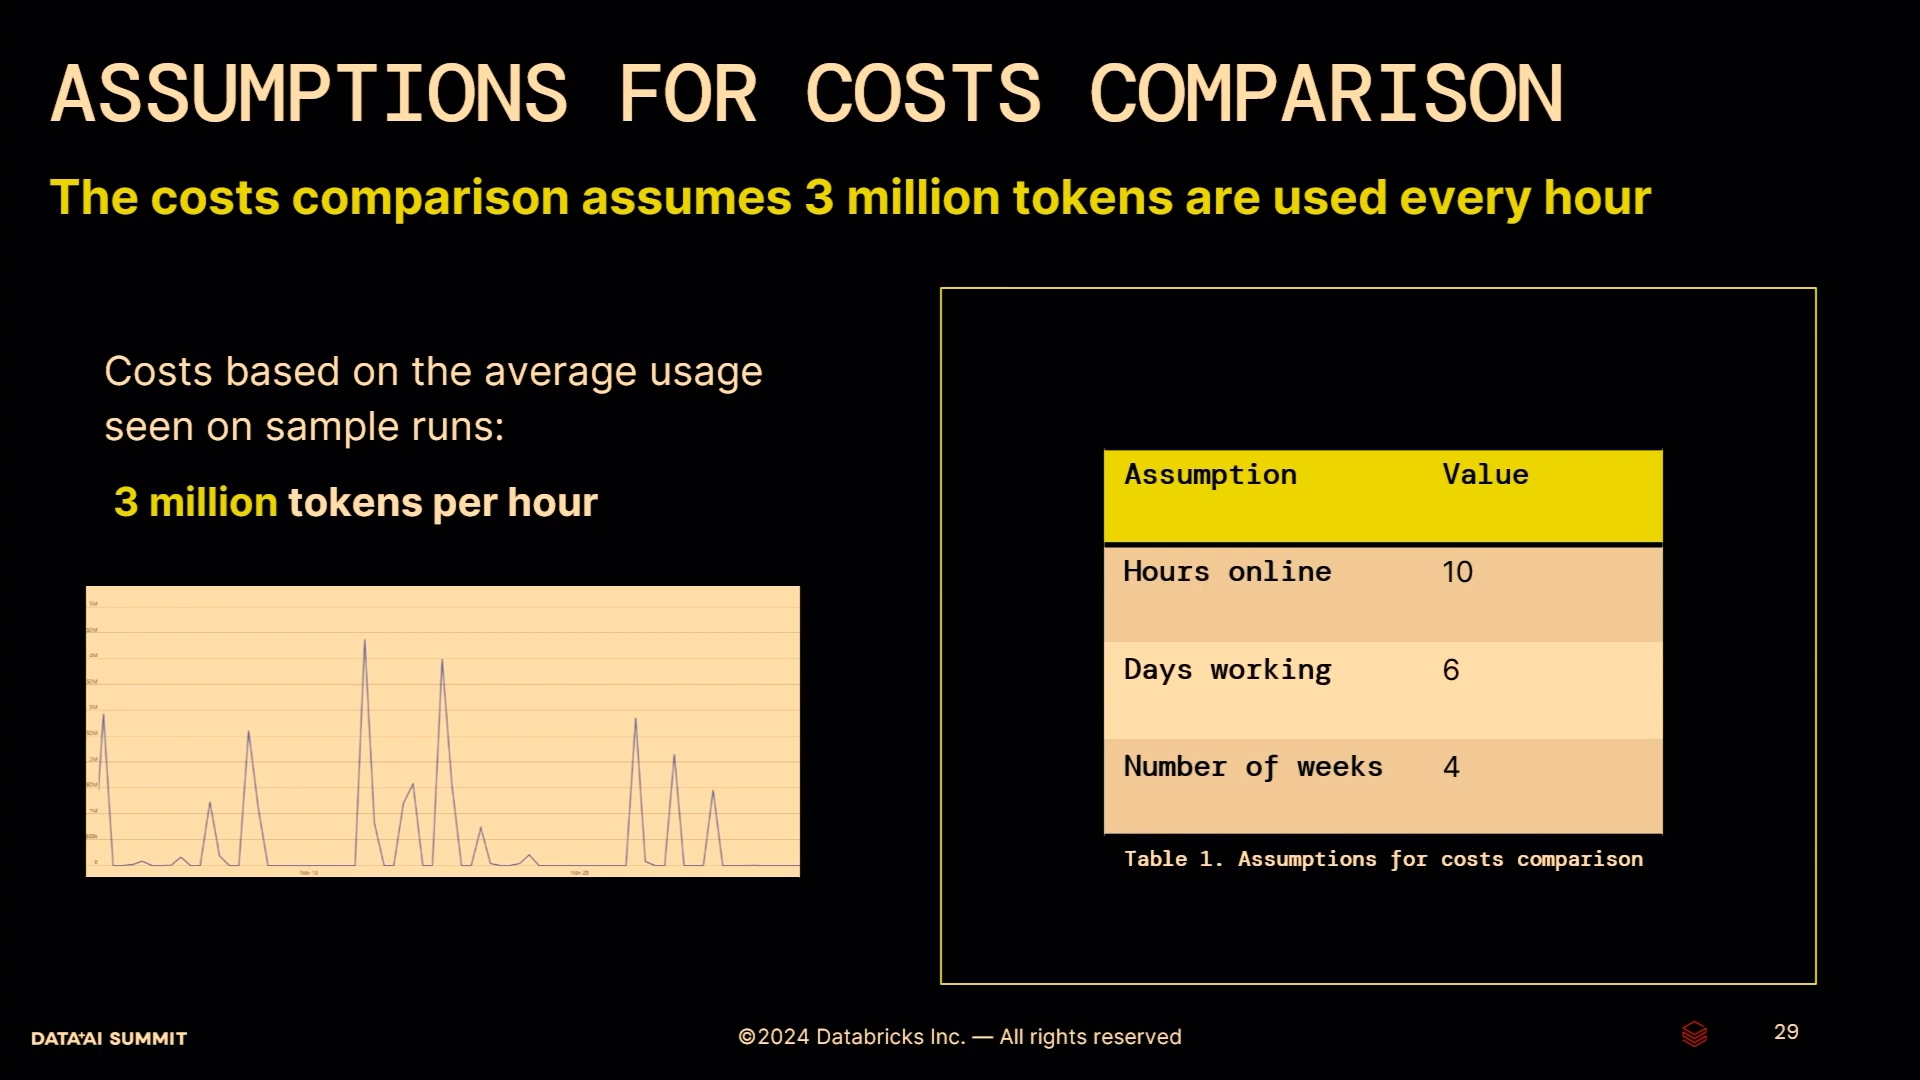 ASSUMPTIONS FOR COSTS COMPARISON
The costs comparison assumes 3 million tokens are used every hour
Costs based on the average usage
seen on sample runs:
3 million tokens per hour
Assumption Value
Hours online 10
Days working 6
Number of weeks 4
Table 1. Assumptions for costs comparison
DATA+AI SUMMIT
©2024 Databricks Inc. — All rights reserved
29